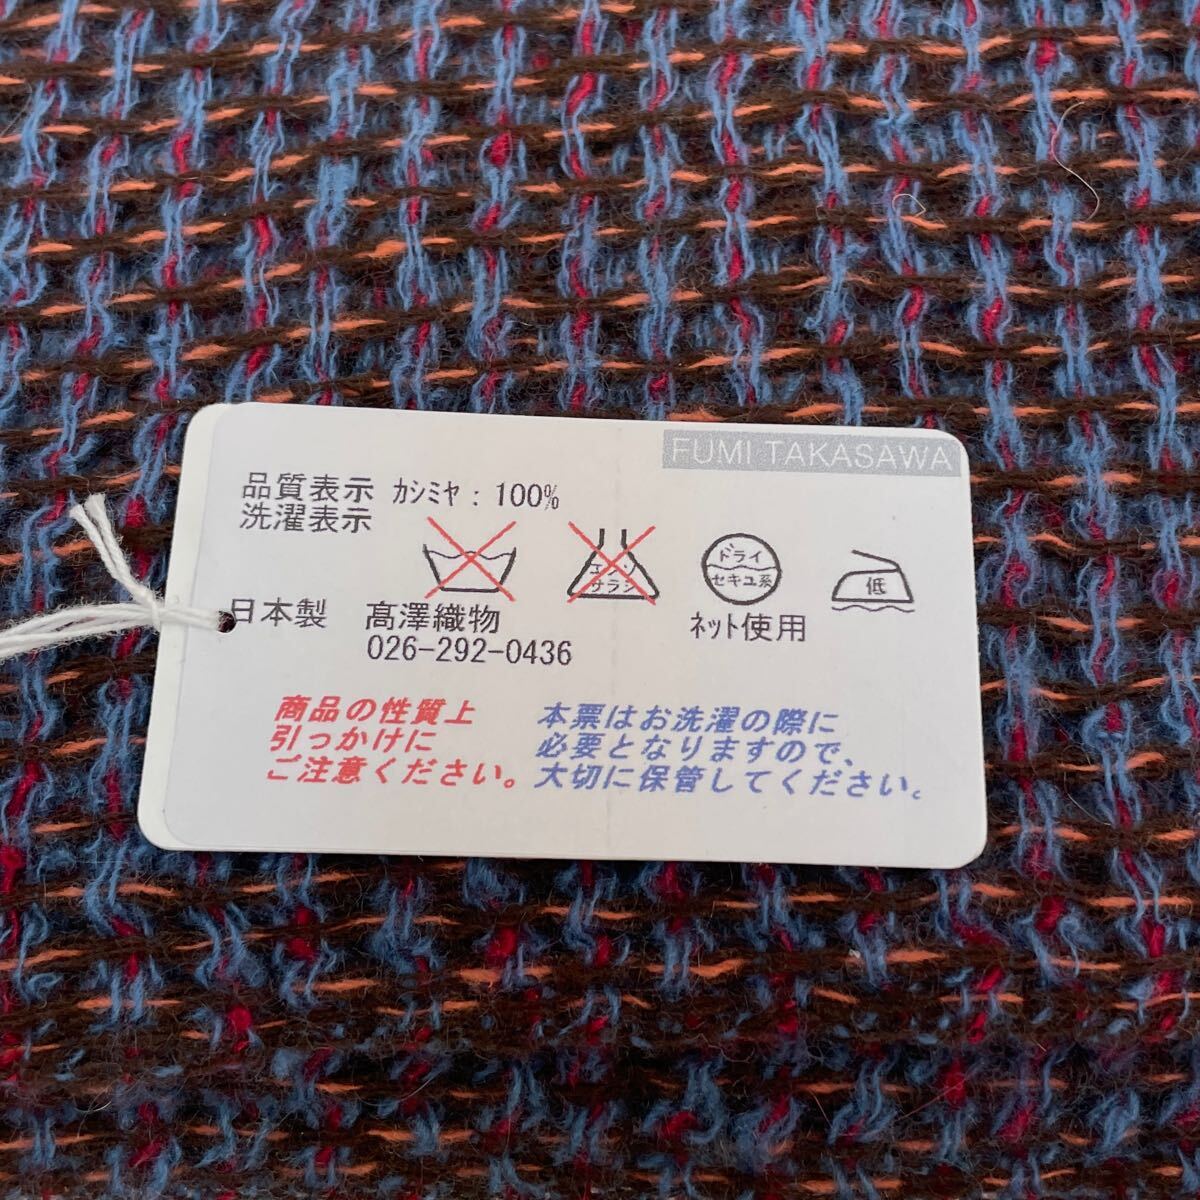 FUMI TAKASAWA
品質表示 カシミヤ : 100%
洗濯表示
エンソ
サラシ
ドライ
セキユ系
低
ネット使用
日本製 髙澤織物
026-292-0436
商品の性質上
引っかけに
ご注意ください。
本票はお洗濯の際に
必要となりますので、
大切に保管してください。